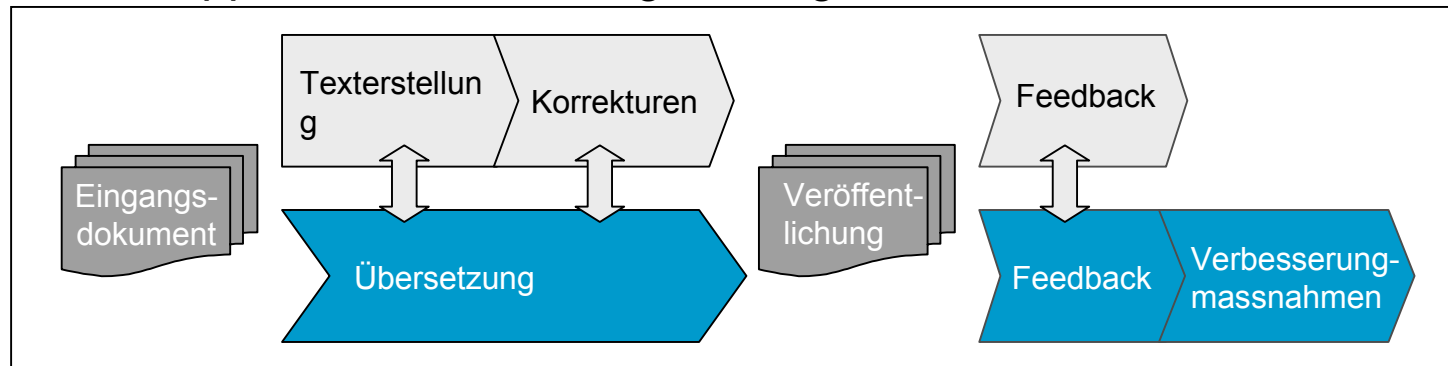 Texterstellun
g
Korrekturen
Feedback
Eingangs-
dokument
Veröffent-
lichung
Übersetzung
Feedback
Verbesserung-
massnahmen